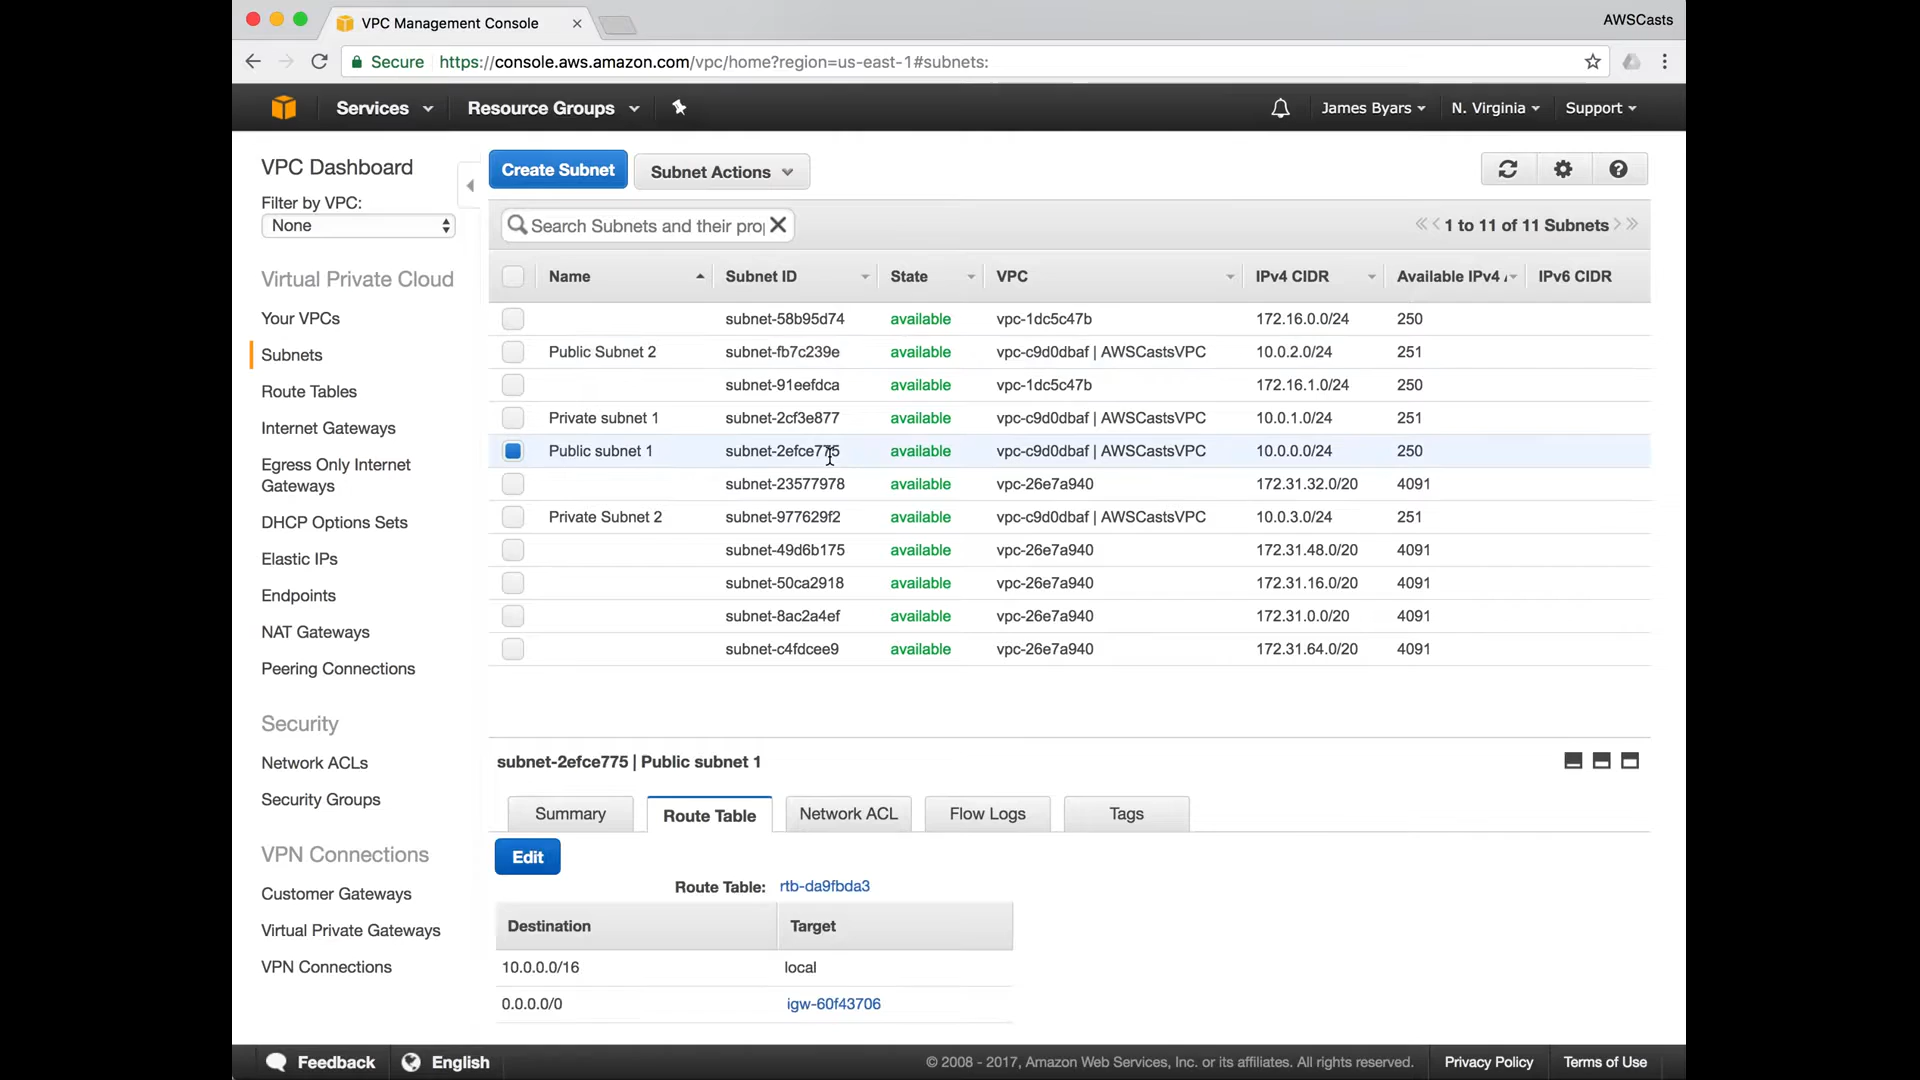 VPC Management Console
AWSCasts
Secure https://console.aws.amazon.com/vpc/home?region=us-east-1#subnets:
Services Resource Groups James Byars N. Virginia Support
VPC Dashboard
Filter by VPC:
None
Virtual Private Cloud
Your VPCs
Subnets
Route Tables
Internet Gateways
Egress Only Internet
Gateways
DHCP Options Sets
Elastic IPs
Endpoints
NAT Gateways
Peering Connections
Security
Network ACLs
Security Groups
VPN Connections
Customer Gateways
Virtual Private Gateways
VPN Connections
Create Subnet Subnet Actions
Search Subnets and their pro
1 to 11 of 11 Subnets
Name Subnet ID State VPC IPv4 CIDR Available IPv4 IPv6 CIDR
subnet-58b95d74 available vpc-1dc5c47b 172.16.0.0/24 250
Public Subnet 2 subnet-fb7c239e available vpc-c9d0dbaf | AWSCastsVPC 10.0.2.0/24 251
subnet-91eefdca available vpc-1dc5c47b 172.16.1.0/24 250
Private subnet 1 subnet-2cf3e877 available vpc-c9d0dbaf | AWSCastsVPC 10.0.1.0/24 251
Public subnet 1 subnet-2efce775 available vpc-c9d0dbaf | AWSCastsVPC 10.0.0.0/24 250
subnet-23577978 available vpc-26e7a940 172.31.32.0/20 4091
Private Subnet 2 subnet-977629f2 available vpc-c9d0dbaf | AWSCastsVPC 10.0.3.0/24 251
subnet-49d6b175 available vpc-26e7a940 172.31.48.0/20 4091
subnet-50ca2918 available vpc-26e7a940 172.31.16.0/20 4091
subnet-8ac2a4ef available vpc-26e7a940 172.31.0.0/20 4091
subnet-c4fdcee9 available vpc-26e7a940 172.31.64.0/20 4091
subnet-2efce775 | Public subnet 1
Summary Route Table Network ACL Flow Logs Tags
Edit
Route Table: rtb-da9fbda3
Destination Target
10.0.0.0/16 local
0.0.0.0/0 igw-60f43706
Feedback English © 2008 - 2017, Amazon Web Services, Inc. or its affiliates. All rights reserved. Privacy Policy Terms of Use